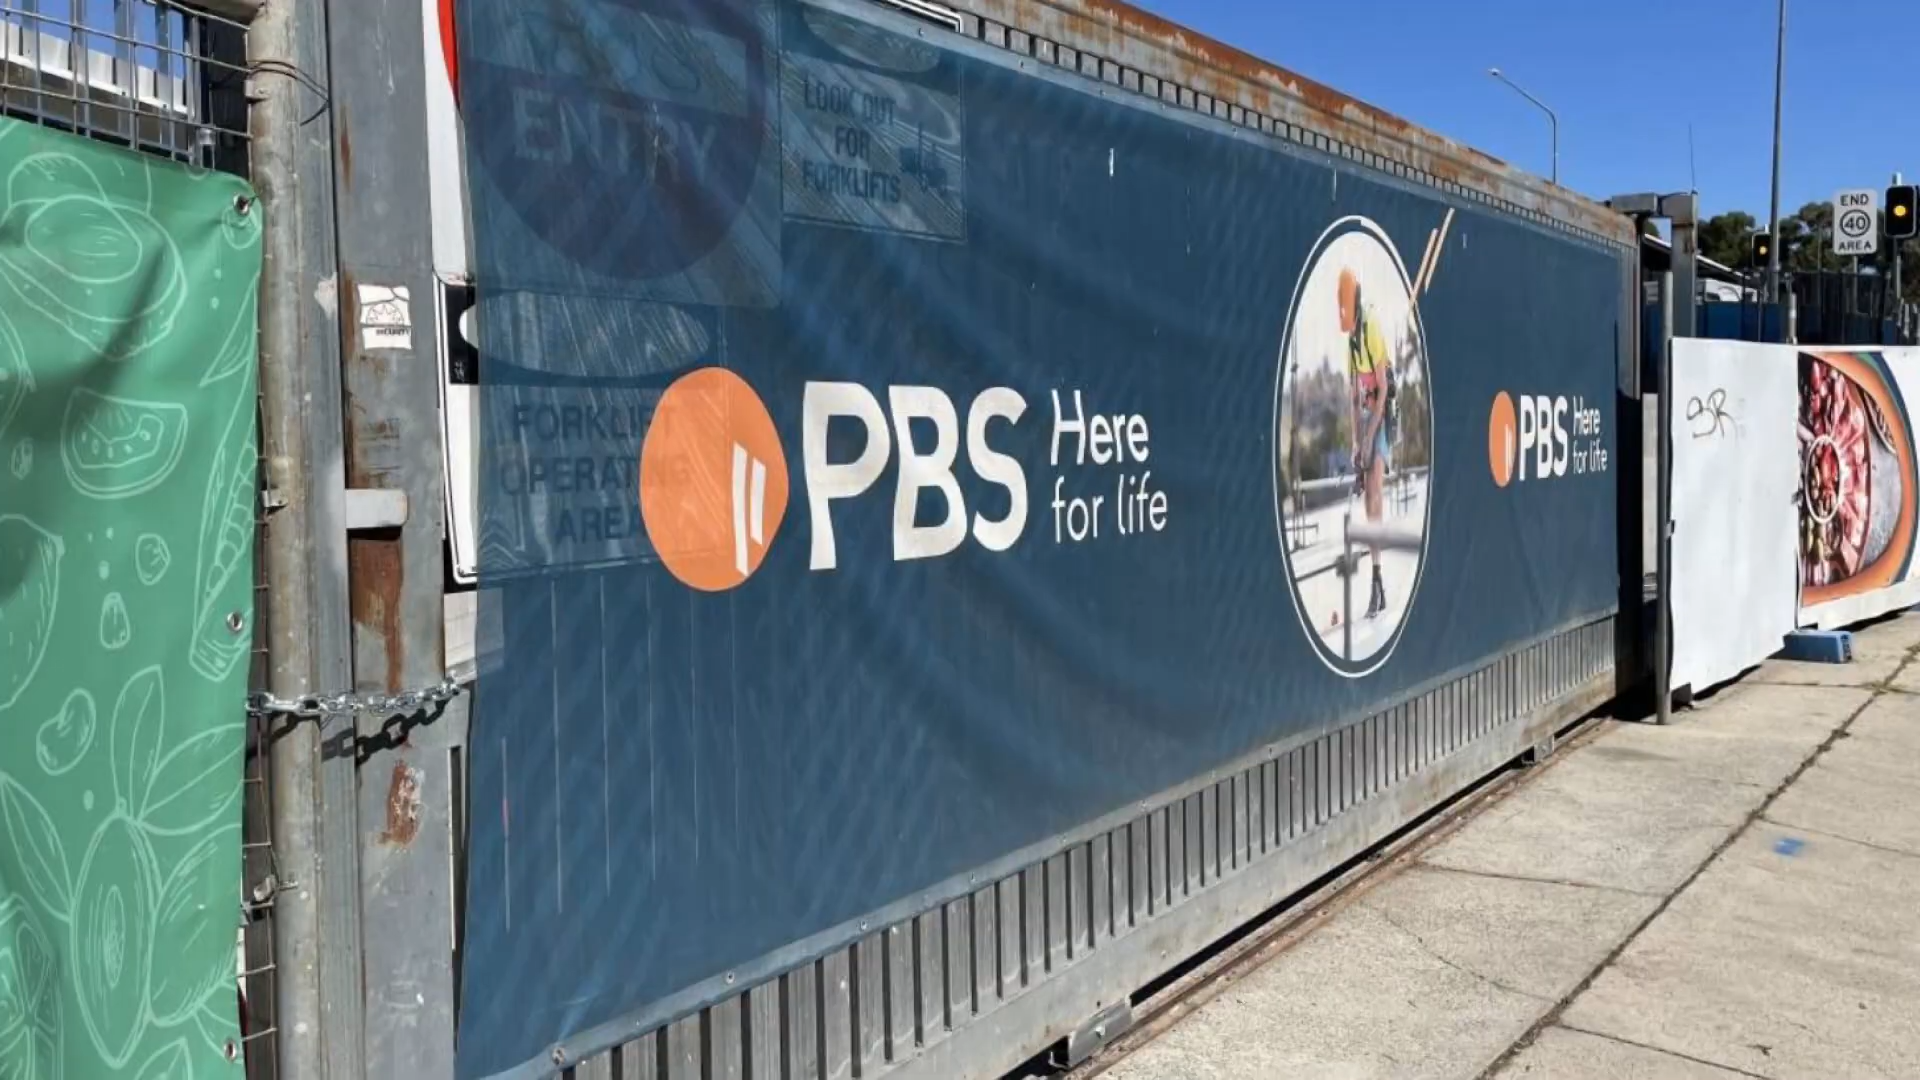 ENTRY
LOOK OUT
FOR
FORKLIFTS
FORKLIFT
OPERATING
AREA
PBS
Here
for life
PBS
Here
for life
SECURITY
END
40
AREA